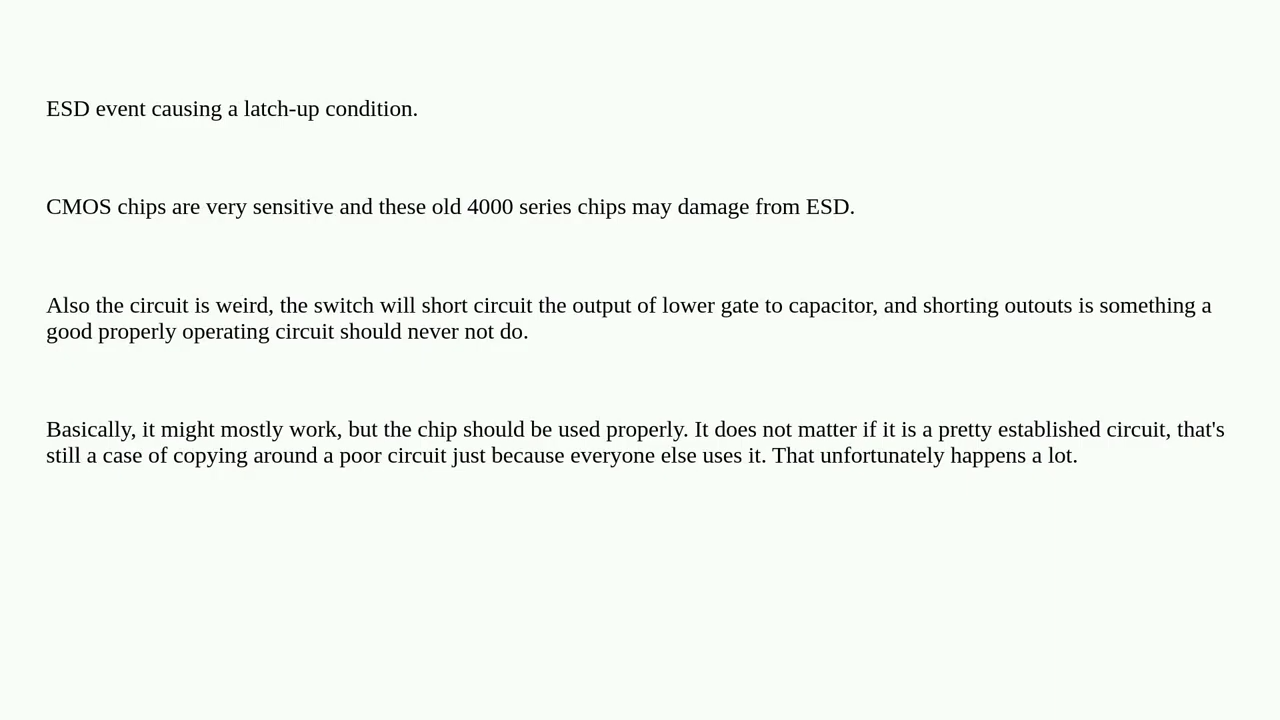 ESD event causing a latch-up condition.
CMOS chips are very sensitive and these old 4000 series chips may damage from ESD.
Also the circuit is weird, the switch will short circuit the output of lower gate to capacitor, and shorting outouts is something a
good properly operating circuit should never not do.
Basically, it might mostly work, but the chip should be used properly. It does not matter if it is a pretty established circuit, that's
still a case of copying around a poor circuit just because everyone else uses it. That unfortunately happens a lot.